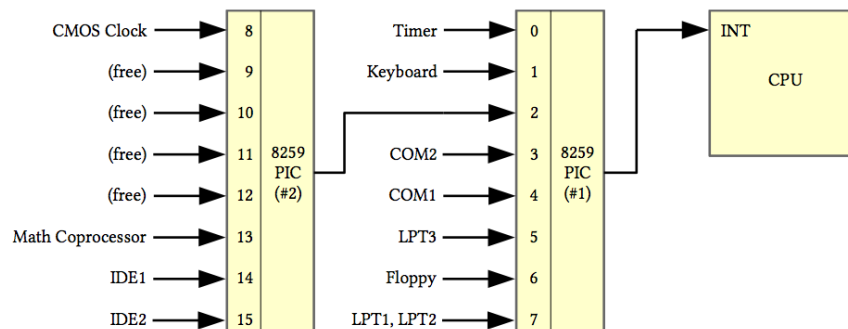 CMOS Clock 8 Timer 0 INT
(free) 9 Keyboard 1 CPU
(free) 10 2
(free) 11 8259 COM2 3 8259
PIC PIC
(free) 12 (#2) COM1 4 (#1)
Math Coprocessor 13 LPT3 5
IDE1 14 Floppy 6
IDE2 15 LPT1, LPT2 7